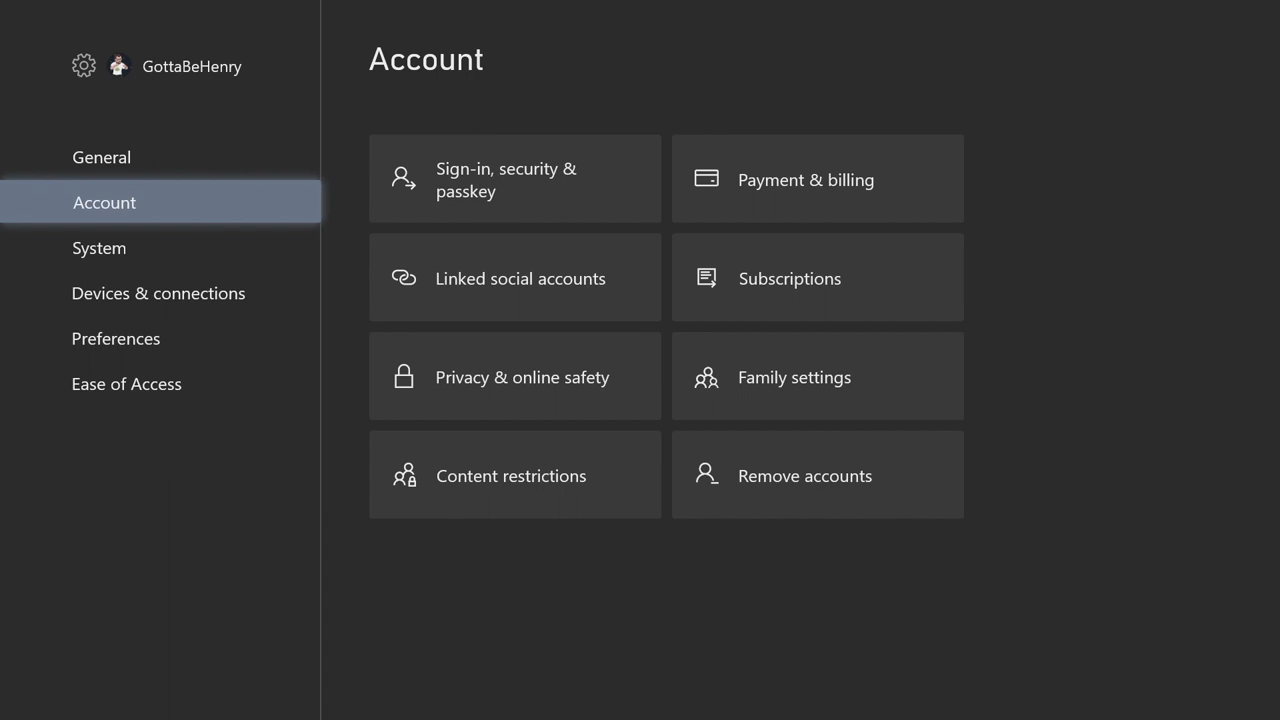 GottaBeHenry
General
Account
System
Devices & connections
Preferences
Ease of Access
Account
Sign-in, security &
passkey
Payment & billing
Linked social accounts
Subscriptions
Privacy & online safety
Family settings
Content restrictions
Remove accounts